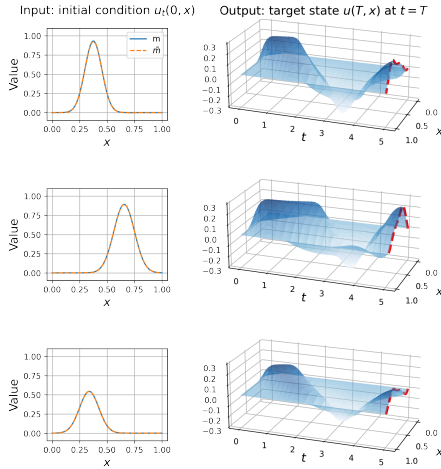 Input: initial condition u_t(0, x)
Output: target state u(T, x) at t = T
1.00
0.75
0.50
0.25
0.00
Value
0.00 0.25 0.50 0.75 1.00
x
m
m̃
0.3
0.2
0.1
0.0
−0.1
−0.2
−0.3
0 1 2 3 4 5
t
0.0
0.5
1.0
x
1.00
0.75
0.50
0.25
0.00
Value
0.00 0.25 0.50 0.75 1.00
x
0.3
0.2
0.1
0.0
−0.1
−0.2
−0.3
0 1 2 3 4 5
t
0.0
0.5
1.0
x
1.00
0.75
0.50
0.25
0.00
Value
0.00 0.25 0.50 0.75 1.00
x
0.3
0.2
0.1
0.0
−0.1
−0.2
−0.3
0 1 2 3 4 5
t
0.0
0.5
1.0
x